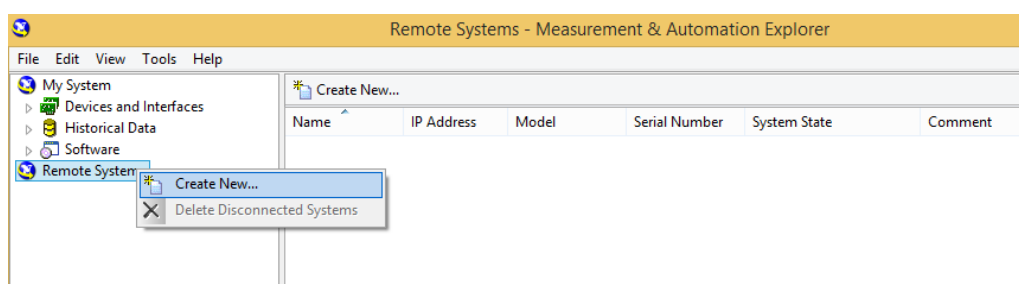 Remote Systems - Measurement & Automation Explorer
File Edit View Tools Help
My System
Devices and Interfaces
Historical Data
Software
Remote System
Create New...
Delete Disconnected Systems
Create New...
Name IP Address Model Serial Number System State Comment